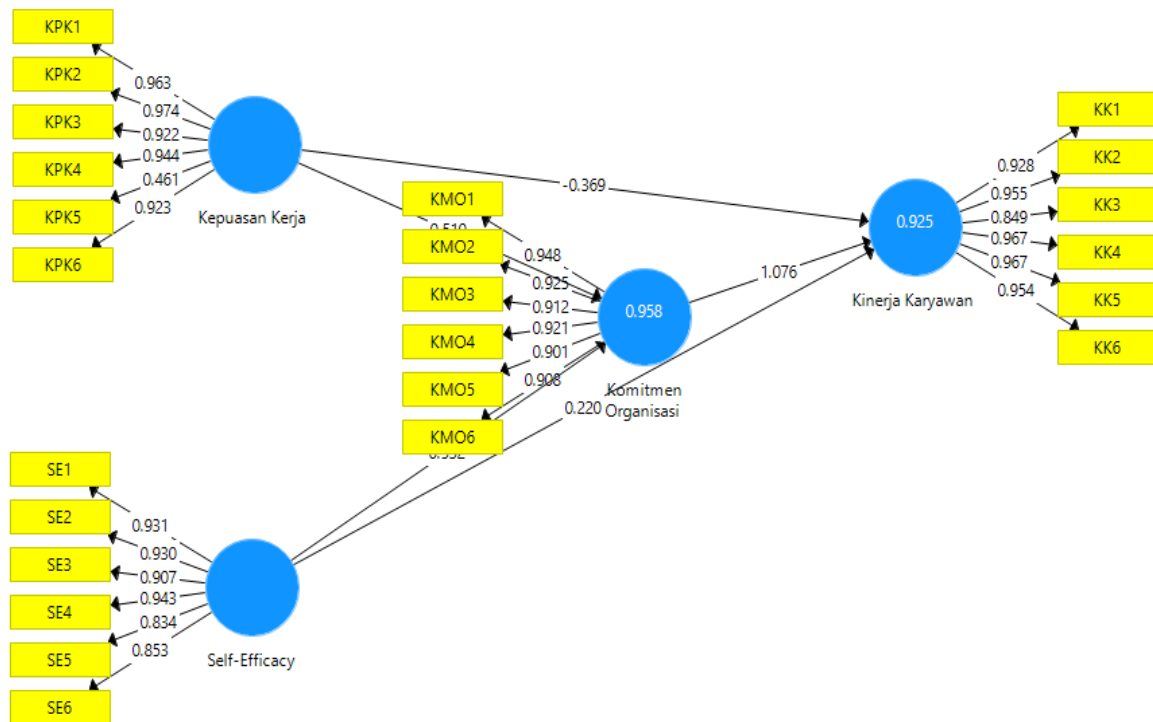 KPK1
KPK2
KPK3
KPK4
KPK5
KPK6
0.963
0.974
0.922
0.944
0.461
0.923
Kepuasan Kerja
-0.369
KMO1
KMO2
KMO3
KMO4
KMO5
KMO6
0.948
0.925
0.912
0.921
0.901
0.908
0.958
Komitmen
Organisasi
1.076
0.220
0.925
Kinerja Karyawan
KK1
KK2
KK3
KK4
KK5
KK6
0.928
0.955
0.849
0.967
0.967
0.954
SE1
SE2
SE3
SE4
SE5
SE6
0.931
0.930
0.907
0.943
0.834
0.853
Self-Efficacy